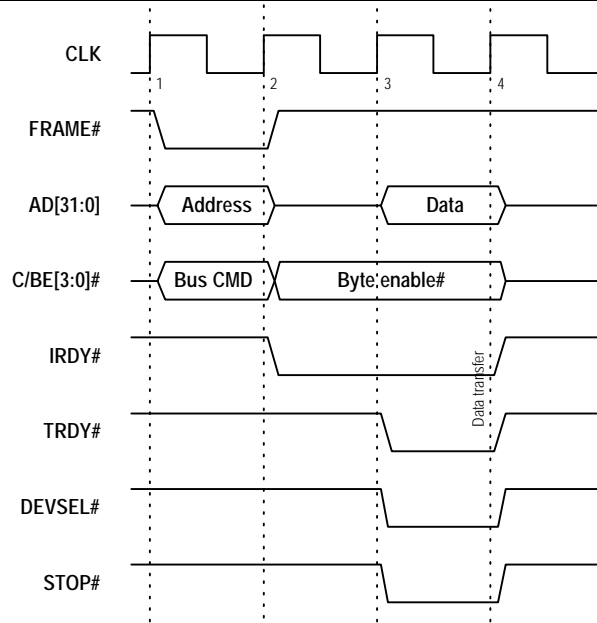 CLK
1 2 3 4
FRAME#
AD[31:0] Address Data
C/BE[3:0]# Bus CMD Byte enable#
IRDY#
Data transfer
TRDY#
DEVSEL#
STOP#